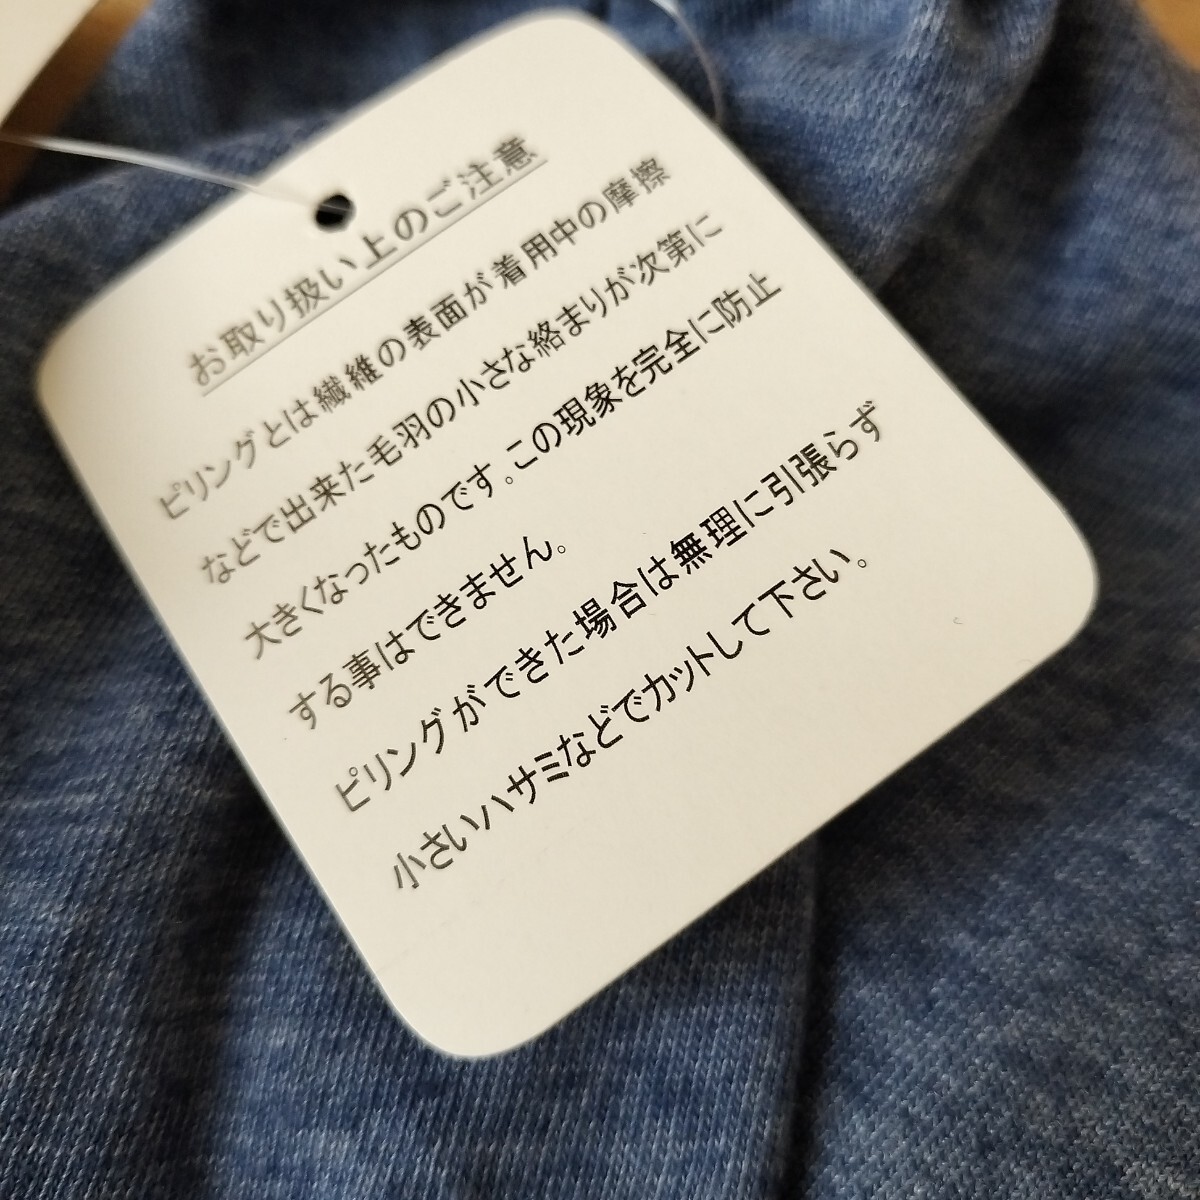 お取り扱い上のご注意
ピリングとは繊維の表面が着用中の摩擦
などで出来た毛羽の小さな絡まりが次第に
大きくなったものです。この現象を完全に防止
する事はできません。
ピリングができた場合は無理に引張らず
小さいハサミなどでカットして下さい。